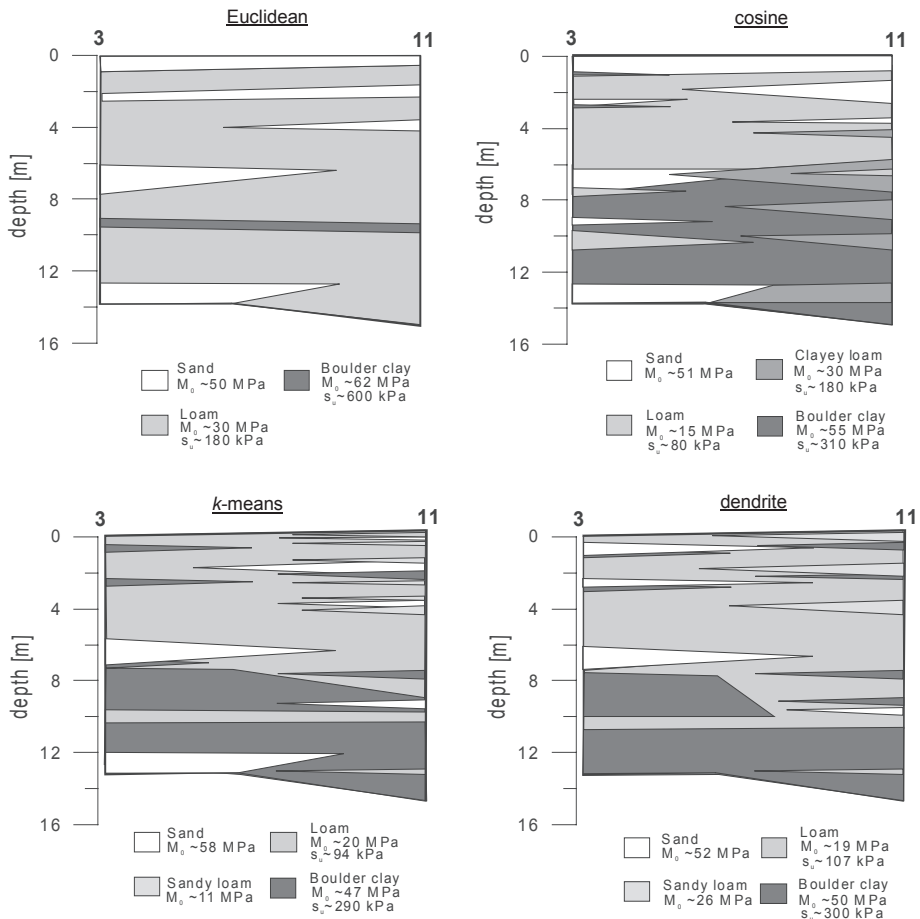 Euclidean
3 11
0
4
8
12
16
depth [m]
Sand
M₀ ~50 MPa
Boulder clay
M₀ ~62 MPa
sᵤ~600 kPa
Loam
M₀ ~30 MPa
sᵤ~180 kPa
cosine
3 11
0
4
8
12
16
depth [m]
Sand
M₀ ~51 MPa
Clayey loam
M₀ ~30 MPa
sᵤ~180 kPa
Loam
M₀ ~15 MPa
sᵤ~80 kPa
Boulder clay
M₀ ~55 MPa
sᵤ~310 kPa
k-means
3 11
0
4
8
12
16
depth [m]
Sand
M₀ ~58 MPa
Loam
M₀ ~20 MPa
sᵤ~94 kPa
Sandy loam
M₀ ~11 MPa
Boulder clay
M₀ ~47 MPa
sᵤ~290 kPa
dendrite
3 11
0
4
8
12
16
depth [m]
Sand
M₀ ~52 MPa
Loam
M₀ ~19 MPa
sᵤ~107 kPa
Sandy loam
M₀ ~26 MPa
Boulder clay
M₀ ~50 MPa
sᵤ~300 kPa